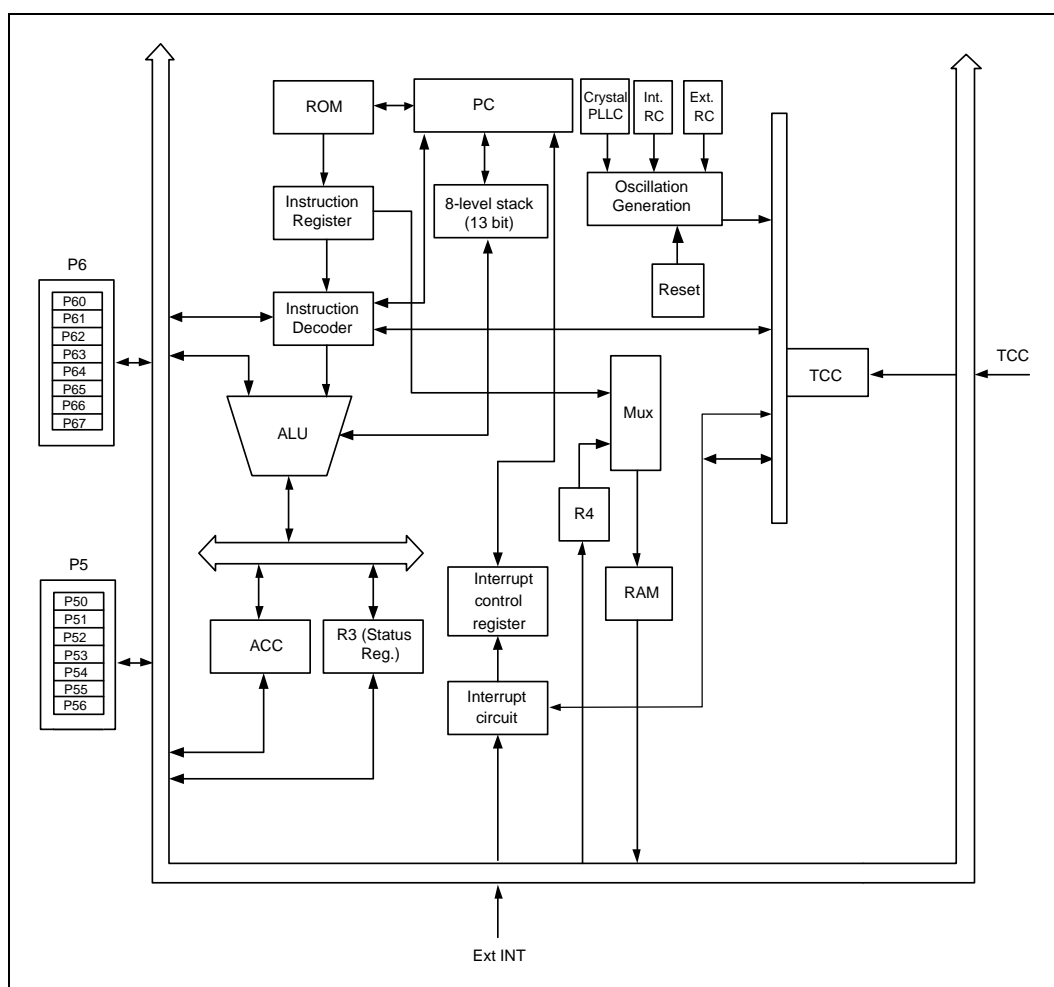 ROM
PC
Crystal
PLLC
Int.
RC
Ext.
RC
Instruction
Register
8-level stack
(13 bit)
Oscillation
Generation
Reset
P6
P60
P61
P62
P63
P64
P65
P66
P67
Instruction
Decoder
Mux
TCC
TCC
ALU
R4
P5
P50
P51
P52
P53
P54
P55
P56
Interrupt
control
register
RAM
ACC
R3 (Status
Reg.)
Interrupt
circuit
Ext INT